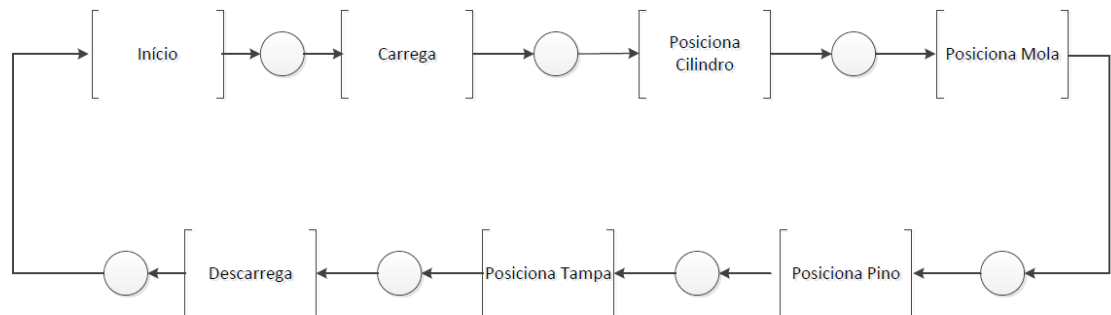 Início
Carrega
Posiciona
Cilindro
Posiciona Mola
Descarrega
Posiciona Tampa
Posiciona Pino